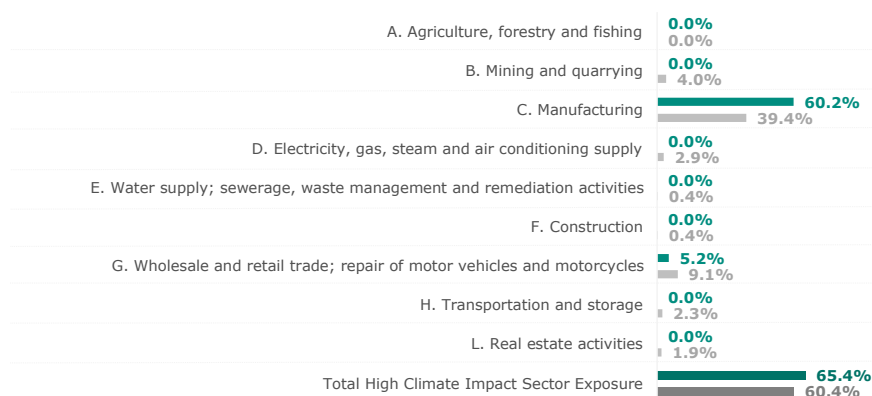 A. Agriculture, forestry and fishing
0.0%
0.0%
B. Mining and quarrying
0.0%
4.0%
C. Manufacturing
60.2%
39.4%
D. Electricity, gas, steam and air conditioning supply
0.0%
2.9%
E. Water supply; sewerage, waste management and remediation activities
0.0%
0.4%
F. Construction
0.0%
0.4%
G. Wholesale and retail trade; repair of motor vehicles and motorcycles
5.2%
9.1%
H. Transportation and storage
0.0%
2.3%
L. Real estate activities
0.0%
1.9%
Total High Climate Impact Sector Exposure
65.4%
60.4%